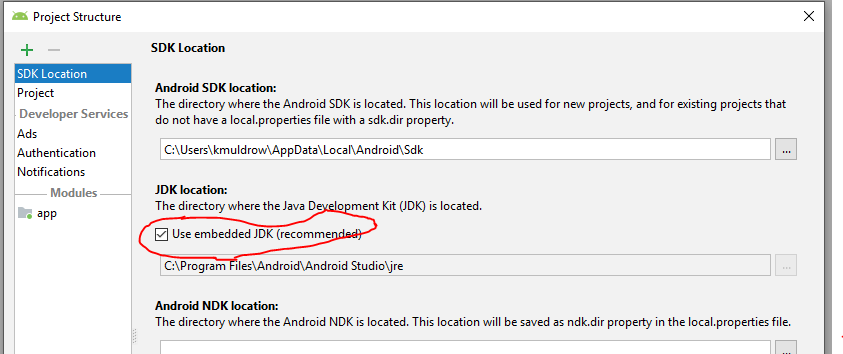 Project Structure
SDK Location
Project
Developer Services
Ads
Authentication
Notifications
Modules
app
SDK Location
Android SDK location:
The directory where the Android SDK is located. This location will be used for new projects, and for existing projects that
do not have a local.properties file with a sdk.dir property.
C:\Users\kmuldrow\AppData\Local\Android\Sdk
...
JDK location:
The directory where the Java Development Kit (JDK) is located.
Use embedded JDK (recommended)
C:\Program Files\Android\Android Studio\jre
...
Android NDK location:
The directory where the Android NDK is located. This location will be saved as ndk.dir property in the local.properties file.
...